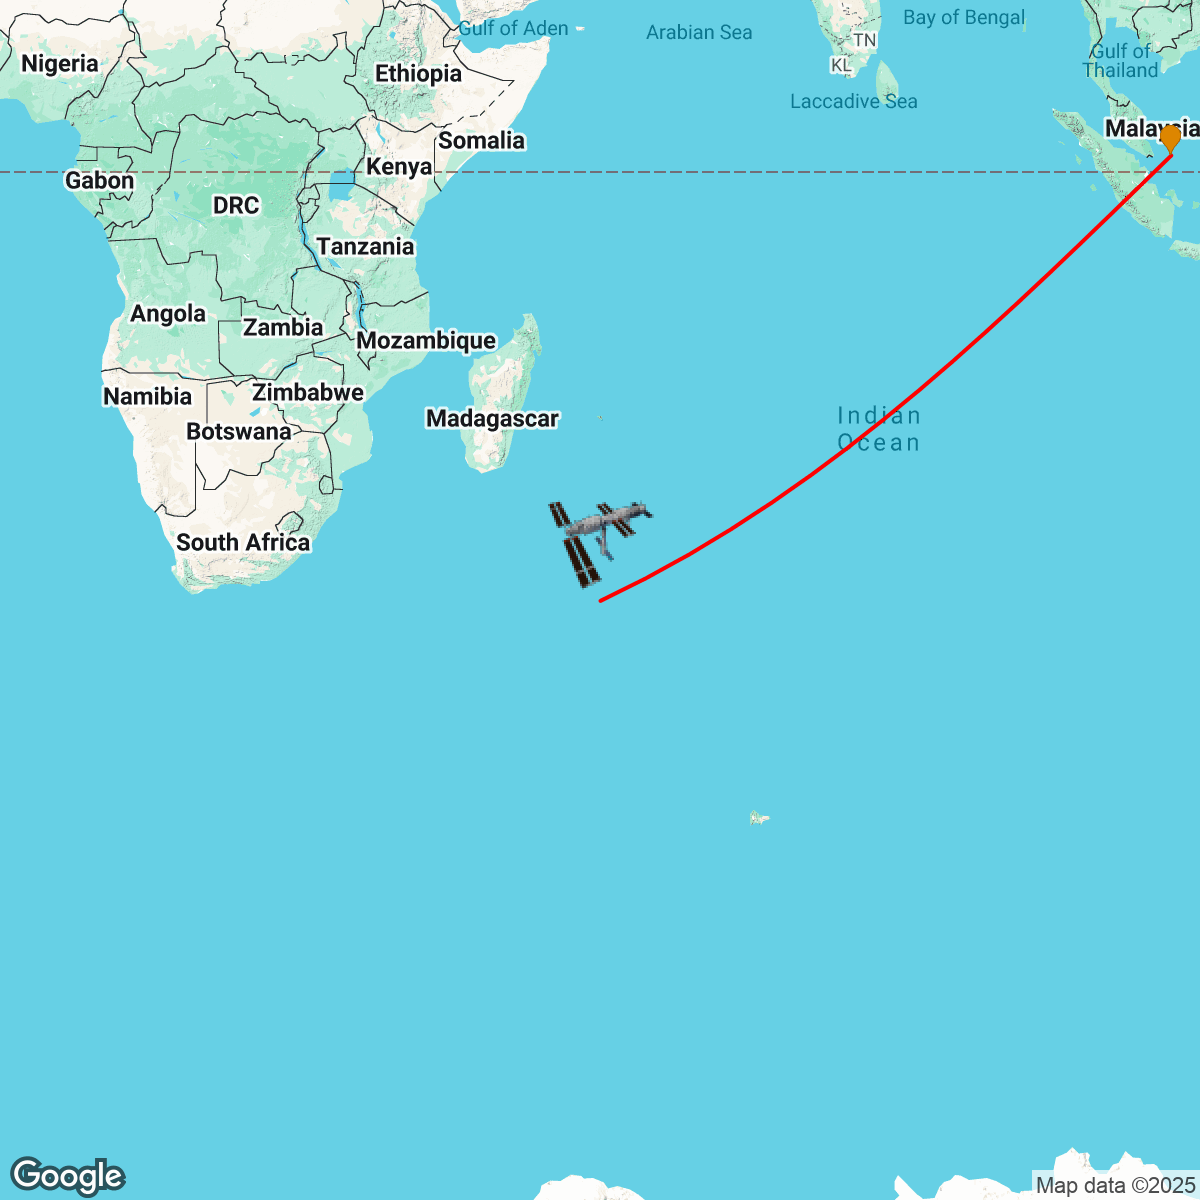 Gulf of Aden
Arabian Sea
Bay of Bengal
TN
KL
Nigeria
Ethiopia
Gulf of
Thailand
Laccadive Sea
Malaysia
Somalia
Kenya
Gabon
DRC
Tanzania
Angola
Zambia
Mozambique
Namibia
Zimbabwe
Botswana
Madagascar
Indian
Ocean
South Africa
Google
Map data ©2025